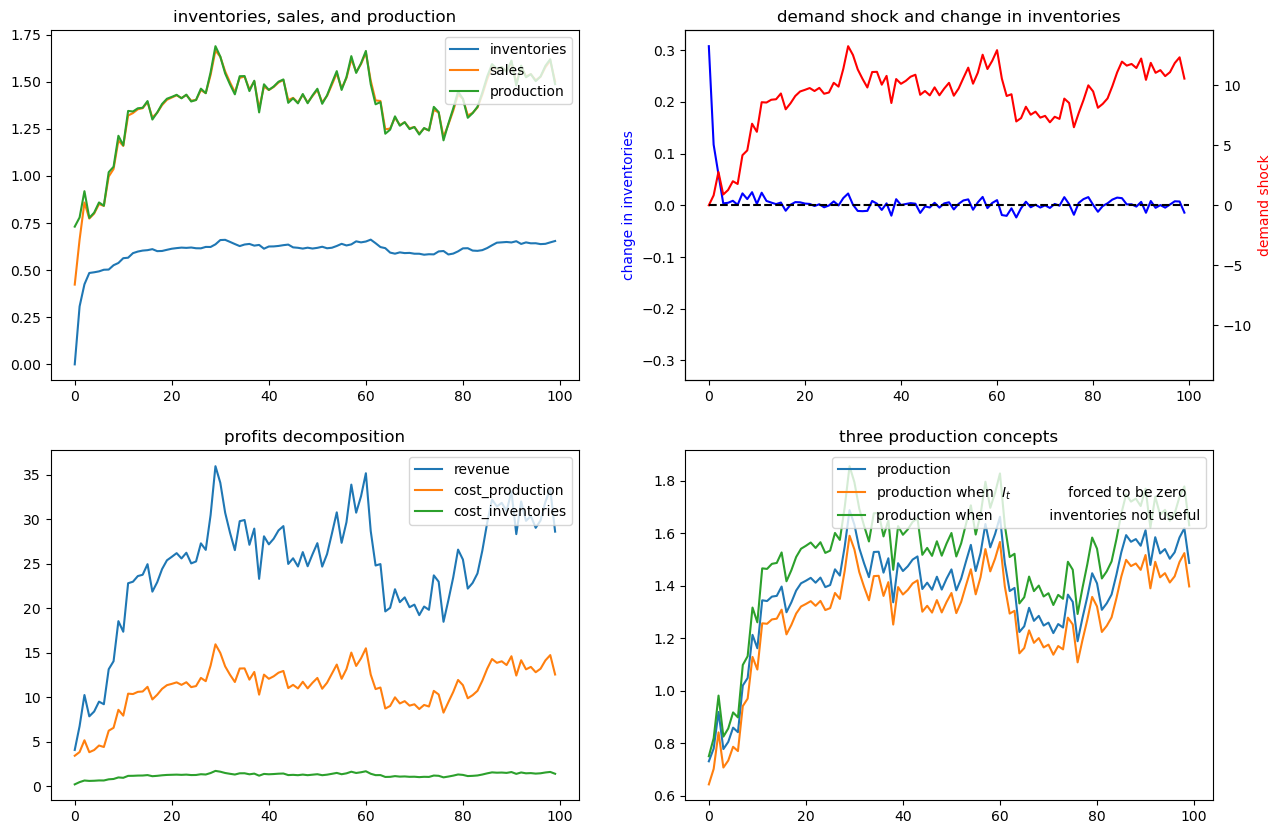 inventories, sales, and production
1.75
1.50
1.25
1.00
0.75
0.50
0.25
0.00
0 20 40 60 80 100
inventories
sales
production
demand shock and change in inventories
change in inventories
0.3
0.2
0.1
0.0
−0.1
−0.2
−0.3
0 20 40 60 80 100
10
5
0
−5
−10
demand shock
profits decomposition
35
30
25
20
15
10
5
0
0 20 40 60 80 100
revenue
cost_production
cost_inventories
three production concepts
1.8
1.6
1.4
1.2
1.0
0.8
0.6
0 20 40 60 80 100
production
production when I_t forced to be zero
production when inventories not useful